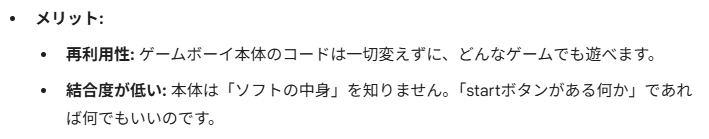 • メリット:
• 再利用性: ゲームボーイ本体のコードは一切変えずに、どんなゲームでも遊べます。
• 結合度が低い: 本体は「ソフトの中身」を知りません。「startボタンがある何か」であれ
ば何でもいいのです。